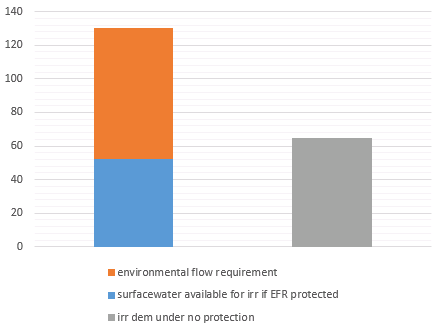 140
120
100
80
60
40
20
0
environmental flow requirement
surfacewater available for irr if EFR protected
irr dem under no protection